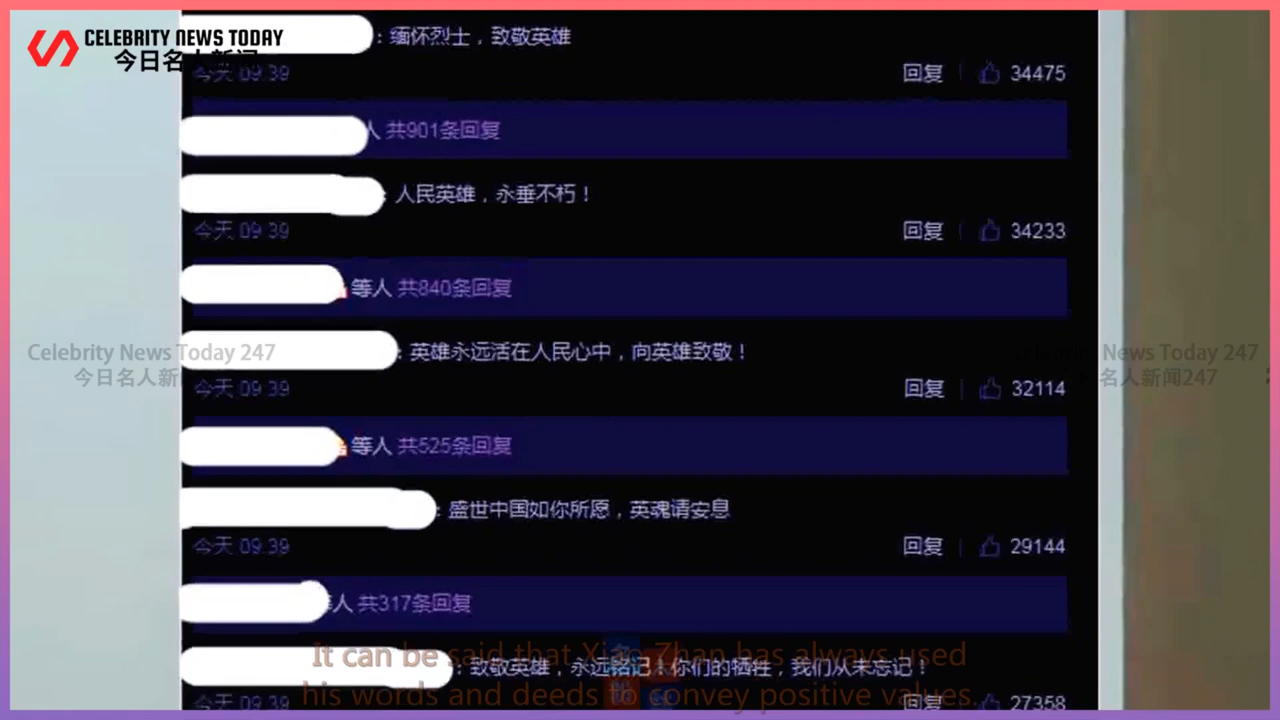 CELEBRITY NEWS TODAY
今日名人新闻
：缅怀烈士，致敬英雄
今天 09:39
回复 34475
人 共901条回复
：人民英雄，永垂不朽！
今天 09:39
回复 34233
等人 共840条回复
：英雄永远活在人民心中，向英雄致敬！
Celebrity News Today 247
今日名人新
Celebrity News Today 247
名人新闻247
今天 09:39
回复 32114
等人 共525条回复
：盛世中国如你所愿，英魂请安息
今天 09:39
回复 29144
等人 共317条回复
It can be said that Xiao Zhan has always used
：致敬英雄，永远铭记！你们的牺牲，我们从未忘记！
his words and deeds to convey positive values.
今天 09:39
回复 27358